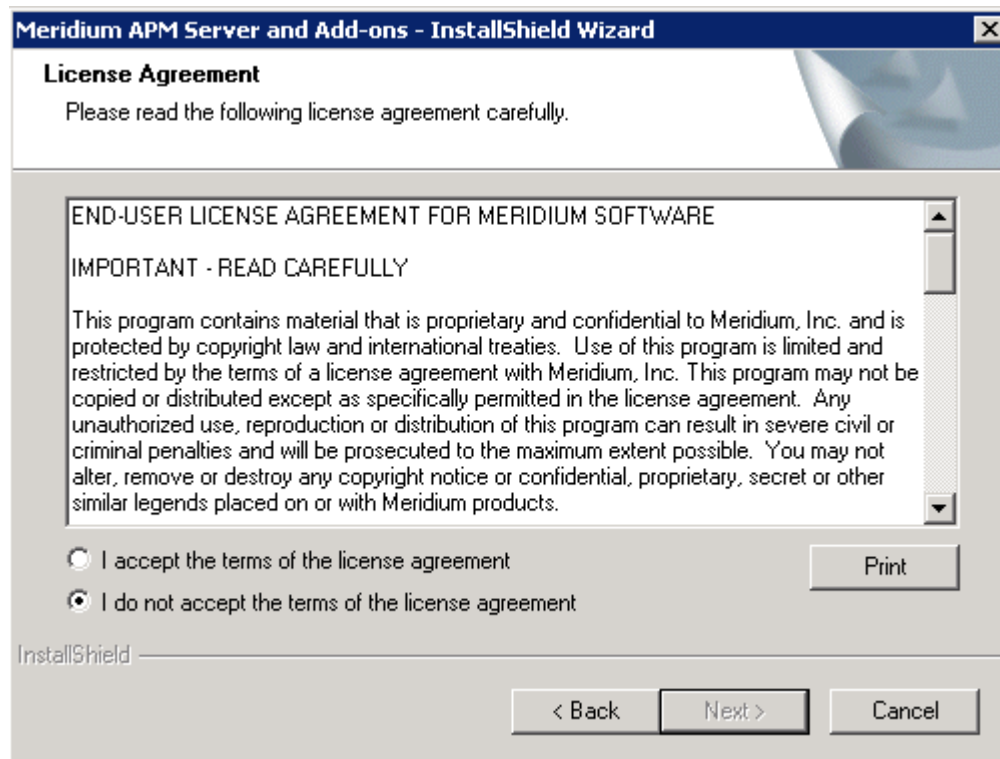 Meridium APM Server and Add-ons - InstallShield Wizard
License Agreement
Please read the following license agreement carefully.
END-USER LICENSE AGREEMENT FOR MERIDIUM SOFTWARE
IMPORTANT - READ CAREFULLY
This program contains material that is proprietary and confidential to Meridium, Inc. and is
protected by copyright law and international treaties.  Use of this program is limited and
restricted by the terms of a license agreement with Meridium, Inc. This program may not be
copied or distributed except as specifically permitted in the license agreement.  Any
unauthorized use, reproduction or distribution of this program can result in severe civil or
criminal penalties and will be prosecuted to the maximum extent possible.  You may not
alter, remove or destroy any copyright notice or confidential, proprietary, secret or other
similar legends placed on or with Meridium products.
I accept the terms of the license agreement
Print
I do not accept the terms of the license agreement
InstallShield
< Back
Next >
Cancel